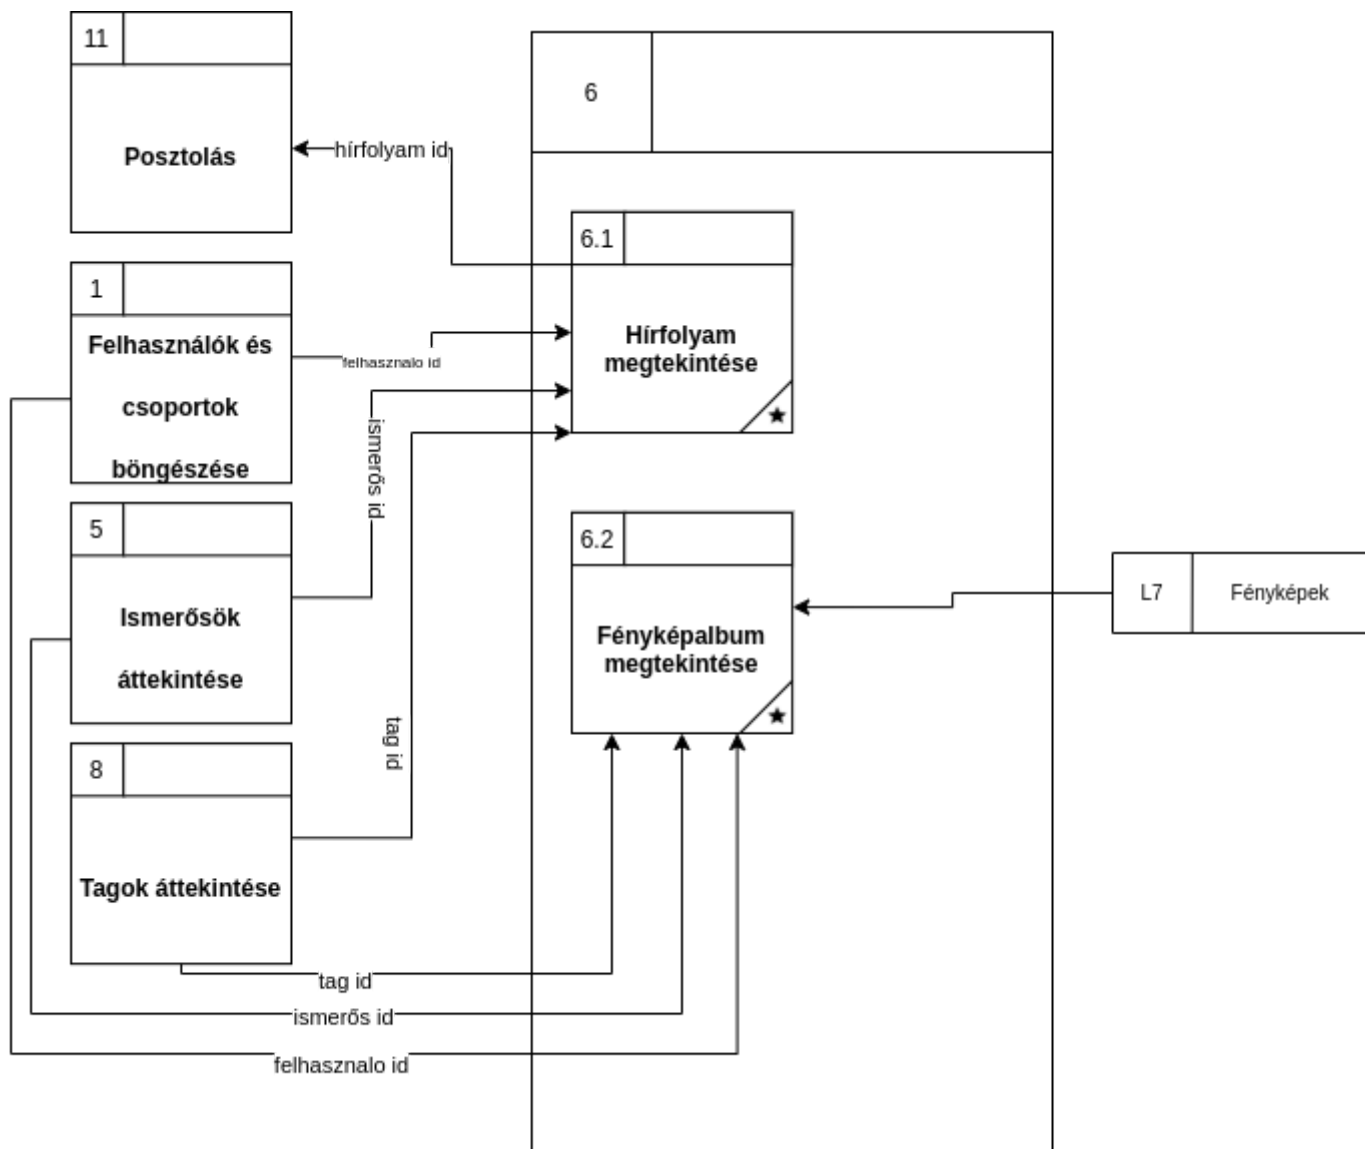 11
Posztolás
hírfolyam id
1
Felhasználók és
csoportok
böngészése
felhasznalo id
ismerős id
5
Ismerősök
áttekintése
tag id
8
Tagok áttekintése
tag id
ismerős id
felhasznalo id
6
6.1
Hírfolyam
megtekintése
6.2
Fényképalbum
megtekintése
L7
Fényképek